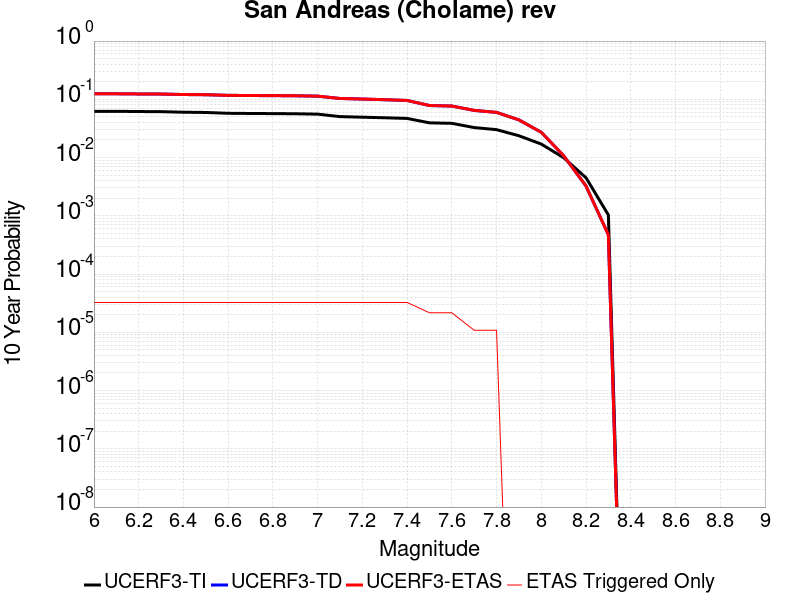 San Andreas (Cholame) rev
10^0
10^-1
10^-2
10^-3
10^-4
10^-5
10^-6
10^-7
10^-8
10 Year Probability
6 6.2 6.4 6.6 6.8 7 7.2 7.4 7.6 7.8 8 8.2 8.4 8.6 8.8 9
Magnitude
UCERF3-TI UCERF3-TD UCERF3-ETAS ETAS Triggered Only